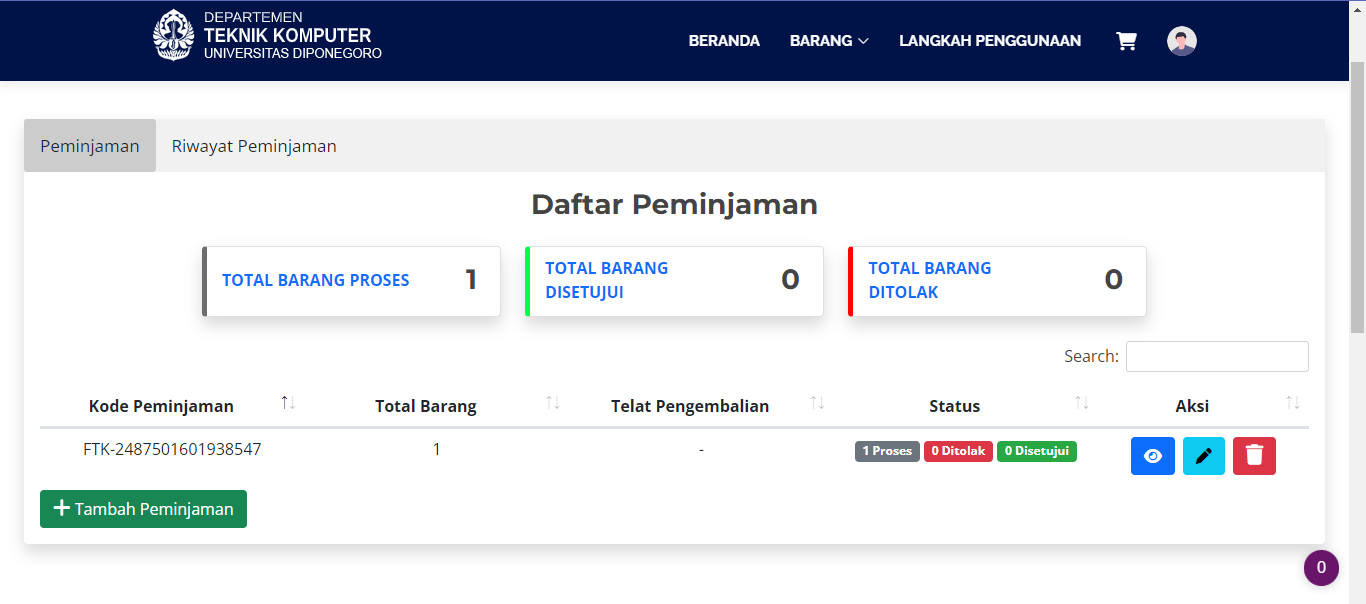 DEPARTEMEN
TEKNIK KOMPUTER
UNIVERSITAS DIPONEGORO
BERANDA BARANG LANGKAH PENGGUNAAN
Peminjaman Riwayat Peminjaman
Daftar Peminjaman
TOTAL BARANG PROSES 1
TOTAL BARANG DISETUJUI 0
TOTAL BARANG DITOLAK 0
Search:
Kode Peminjaman Total Barang Telat Pengembalian Status Aksi
FTK-2487501601938547 1 - 1 Proses 0 Ditolak 0 Disetujui
Tambah Peminjaman
0